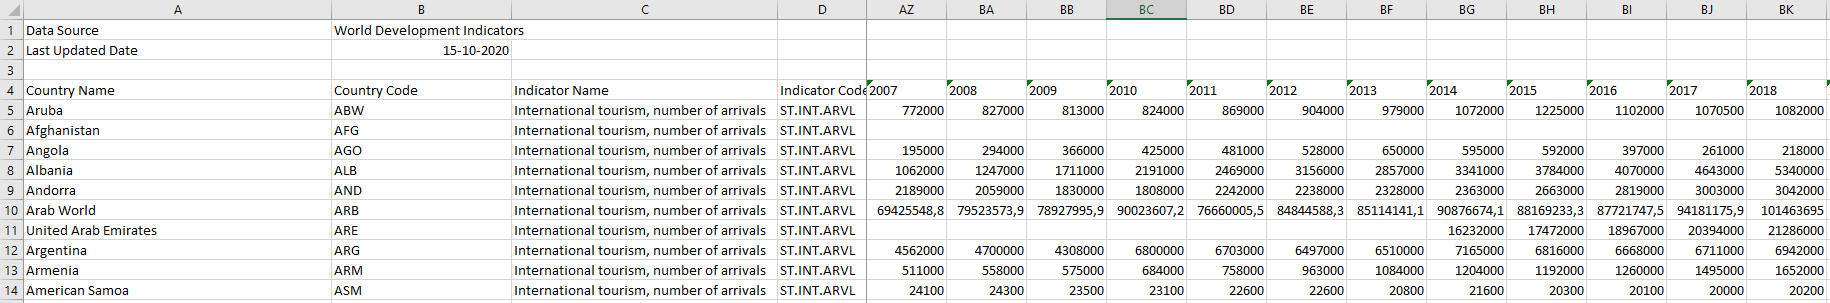 A B C D AZ BA BB BC BD BE BF BG BH BI BJ BK
1 Data Source World Development Indicators
2 Last Updated Date 15-10-2020
3
4 Country Name Country Code Indicator Name Indicator Code 2007 2008 2009 2010 2011 2012 2013 2014 2015 2016 2017 2018
5 Aruba ABW International tourism, number of arrivals ST.INT.ARVL 772000 827000 813000 824000 869000 904000 979000 1072000 1225000 1102000 1070500 1082000
6 Afghanistan AFG International tourism, number of arrivals ST.INT.ARVL
7 Angola AGO International tourism, number of arrivals ST.INT.ARVL 195000 294000 366000 425000 481000 528000 650000 595000 592000 397000 261000 218000
8 Albania ALB International tourism, number of arrivals ST.INT.ARVL 1062000 1247000 1711000 2191000 2469000 3156000 2857000 3341000 3784000 4070000 4643000 5340000
9 Andorra AND International tourism, number of arrivals ST.INT.ARVL 2189000 2059000 1830000 1808000 2242000 2238000 2328000 2363000 2663000 2819000 3003000 3042000
10 Arab World ARB International tourism, number of arrivals ST.INT.ARVL 69425548,8 79523573,9 78927995,9 90023607,2 76660005,5 84844588,3 85114141,1 90876674,1 88169233,3 87721747,5 94181175,9 101463695
11 United Arab Emirates ARE International tourism, number of arrivals ST.INT.ARVL 16232000 17472000 18967000 20394000 21286000
12 Argentina ARG International tourism, number of arrivals ST.INT.ARVL 4562000 4700000 4308000 6800000 6703000 6497000 6510000 7165000 6816000 6668000 6711000 6942000
13 Armenia ARM International tourism, number of arrivals ST.INT.ARVL 511000 558000 575000 684000 758000 963000 1084000 1204000 1192000 1260000 1495000 1652000
14 American Samoa ASM International tourism, number of arrivals ST.INT.ARVL 24100 24300 23500 23100 22600 22600 20800 21600 20300 20100 20000 20200